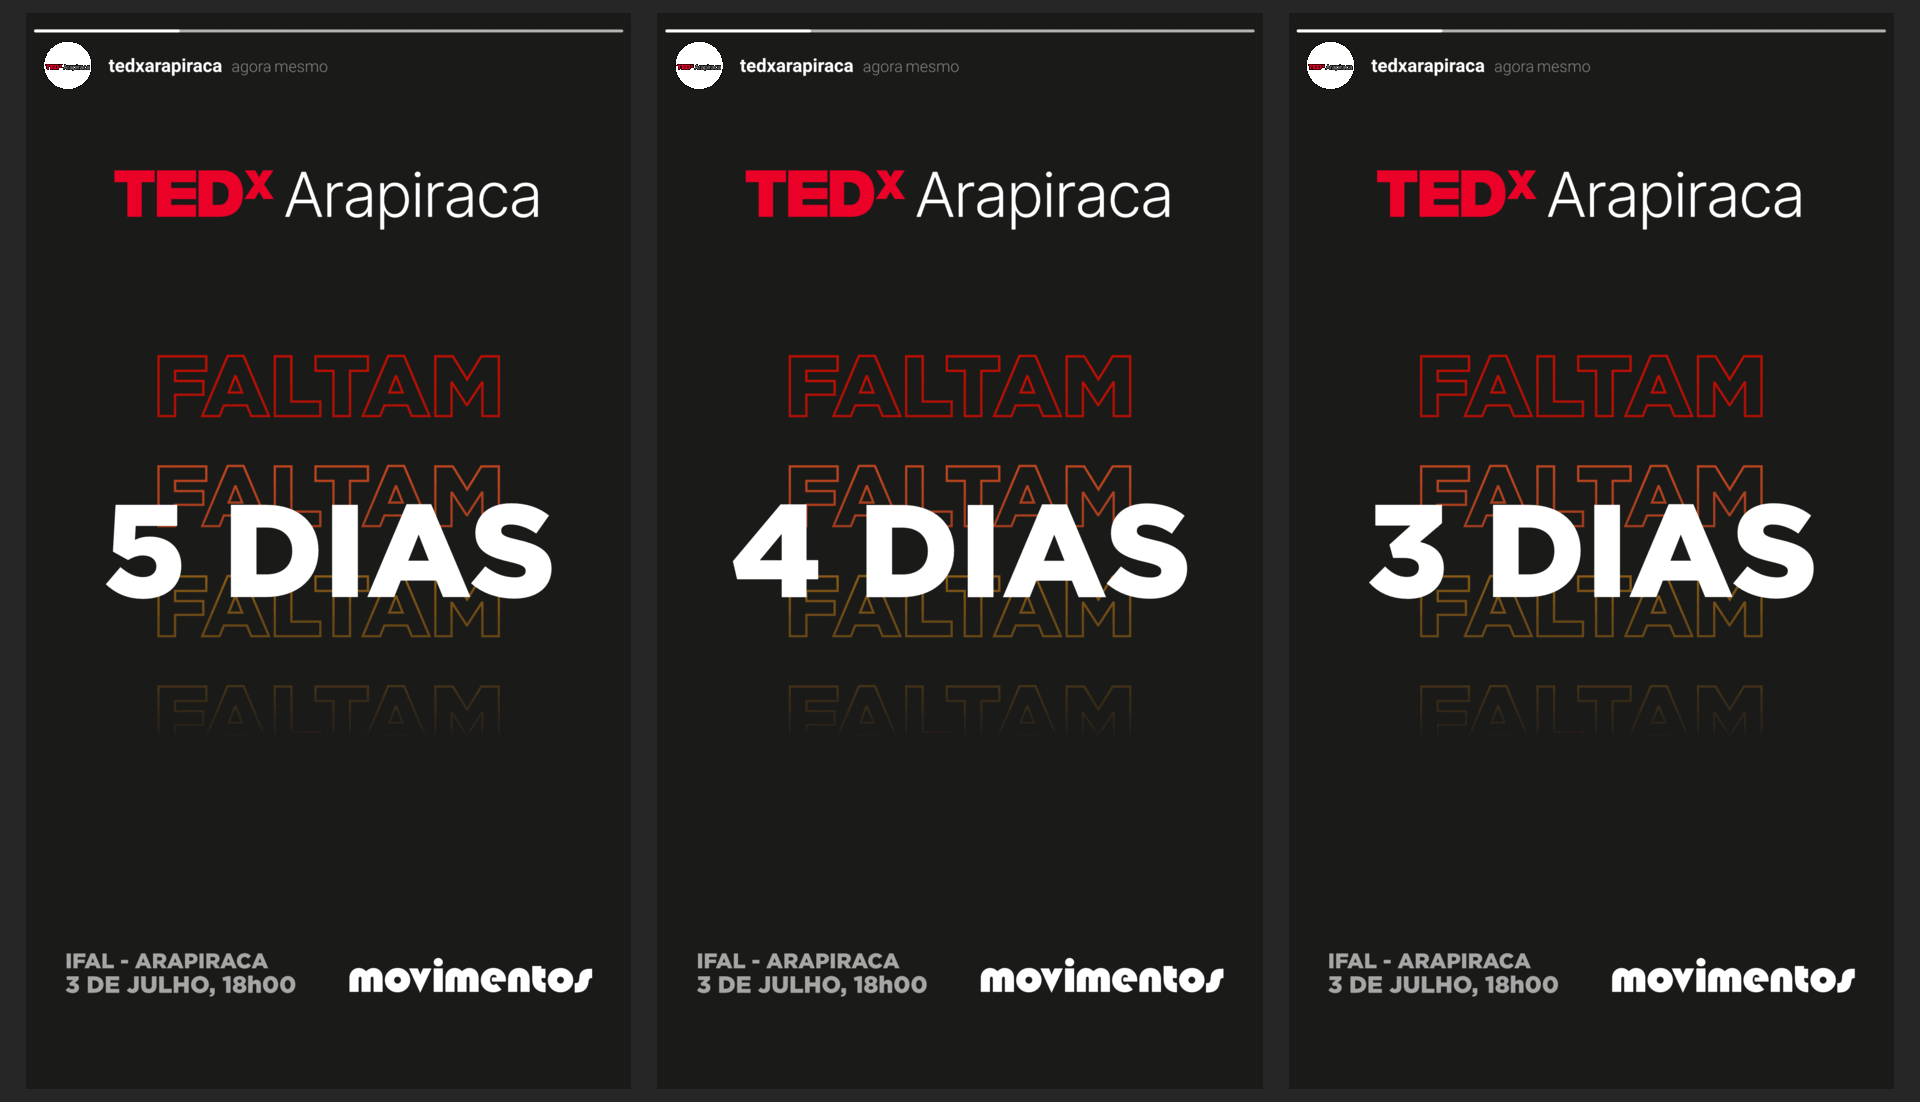 tedxarapiraca agora mesmo
TEDx Arapiraca
FALTAM
FALTAM
5 DIAS
FALTAM
FALTAM
IFAL - ARAPIRACA
3 DE JULHO, 18h00
movimentos
tedxarapiraca agora mesmo
TEDx Arapiraca
FALTAM
FALTAM
4 DIAS
FALTAM
FALTAM
IFAL - ARAPIRACA
3 DE JULHO, 18h00
movimentos
tedxarapiraca agora mesmo
TEDx Arapiraca
FALTAM
FALTAM
3 DIAS
FALTAM
FALTAM
IFAL - ARAPIRACA
3 DE JULHO, 18h00
movimentos